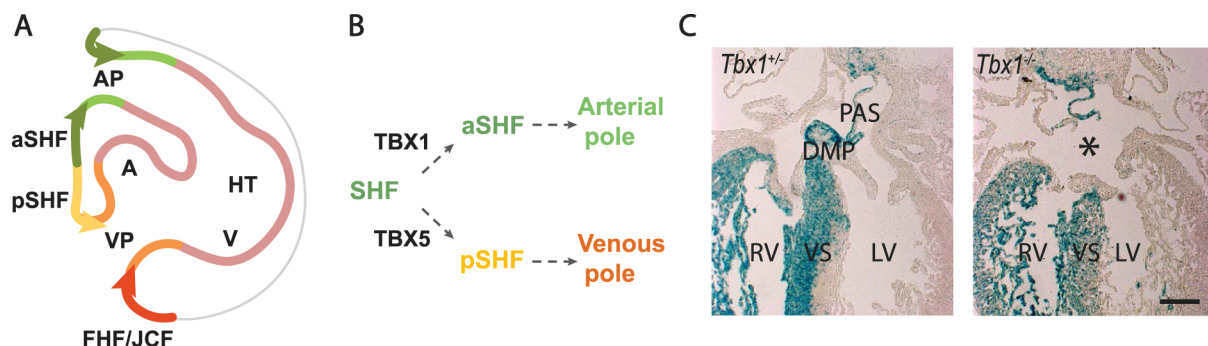 A
AP
aSHF
A
HT
pSHF
VP
V
FHF/JCF
B
TBX1
aSHF
Arterial
pole
SHF
TBX5
pSHF
Venous
pole
C
Tbx1+/-
PAS
DMP
RV
VS
LV
Tbx1-/-
*
RV
VS
LV